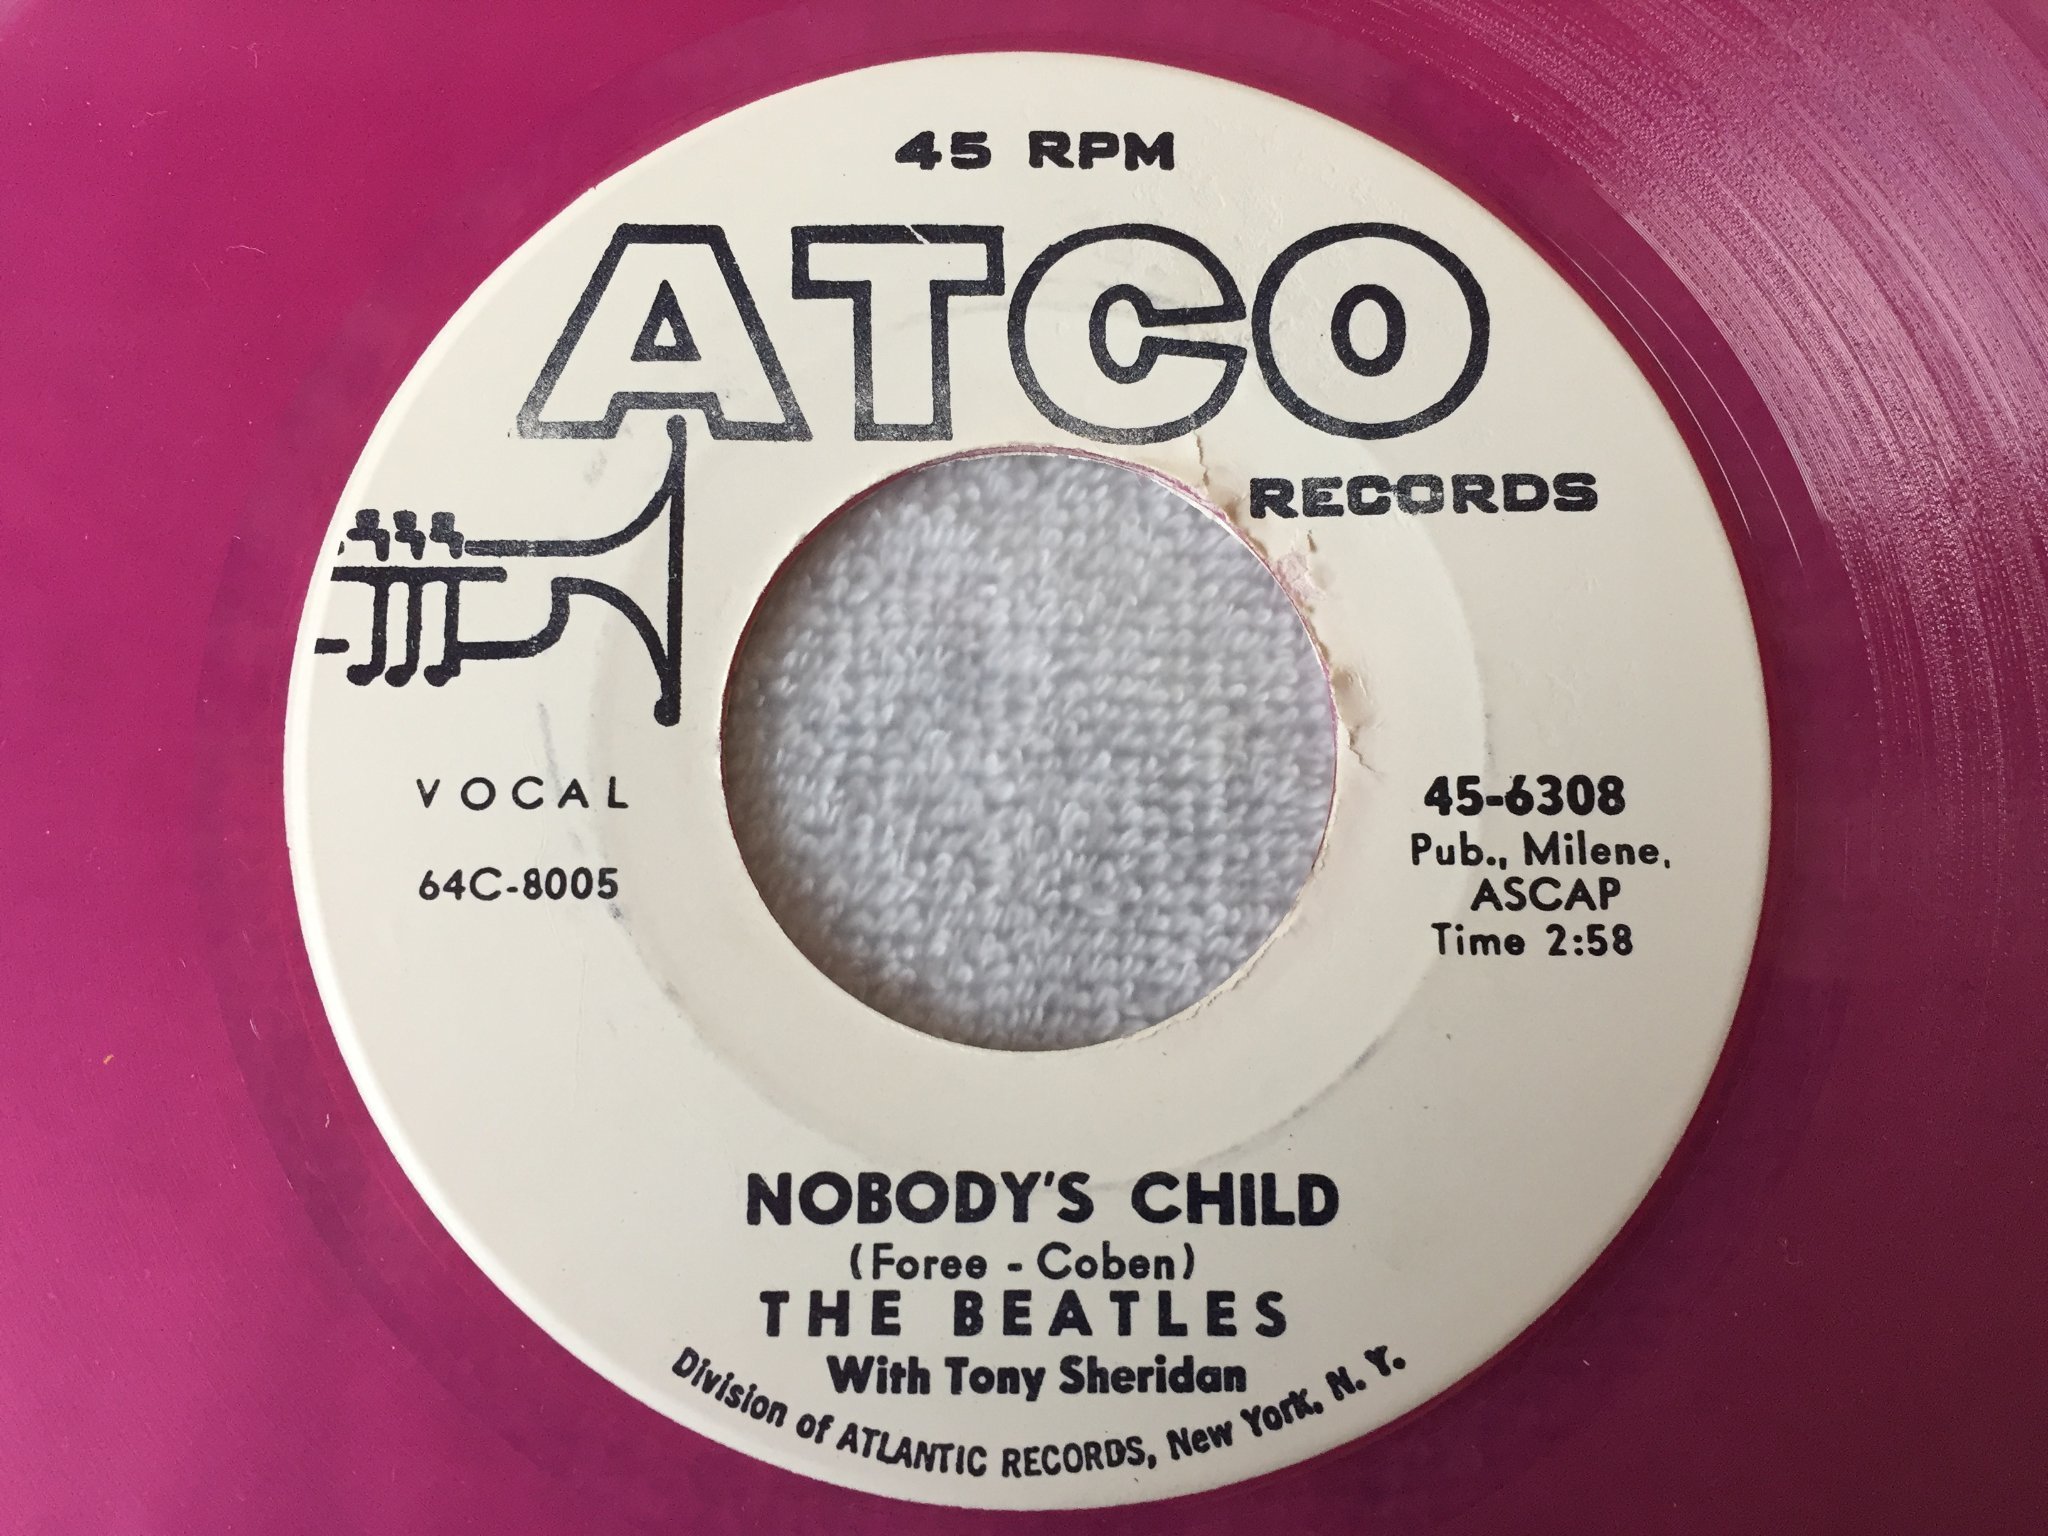 45 RPM
ATCO
RECORDS
VOCAL
64C-8005
45-6308
Pub., Milene,
ASCAP
Time 2:58
NOBODY'S CHILD
(Foree - Coben)
THE BEATLES
With Tony Sheridan
Division of ATLANTIC RECORDS, New York, N. Y.